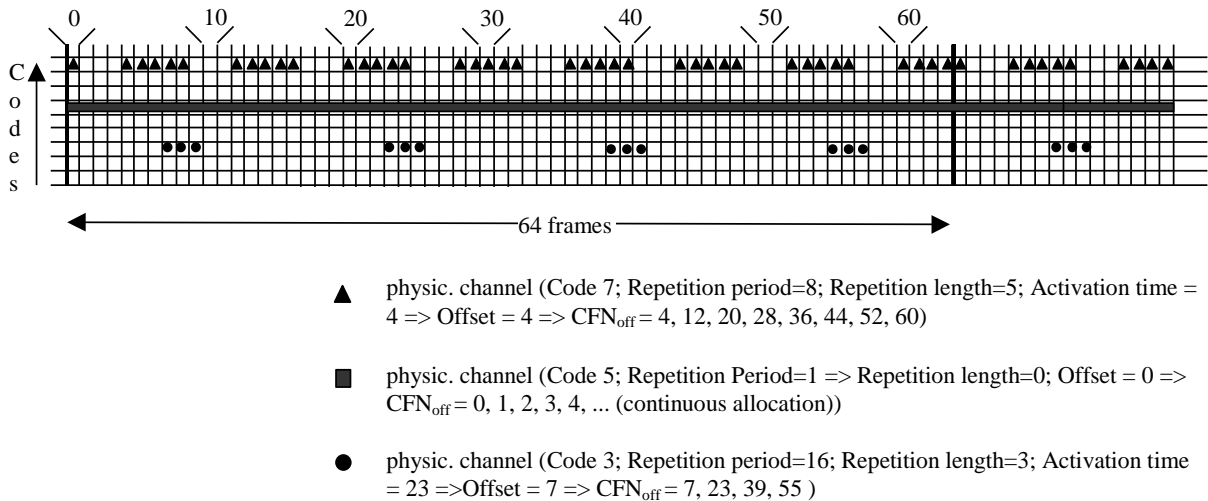 0 10 20 30 40 50 60
C
o
d
e
s
64 frames
physic. channel (Code 7; Repetition period=8; Repetition length=5; Activation time =
4 => Offset = 4 => CFNoff = 4, 12, 20, 28, 36, 44, 52, 60)
physic. channel (Code 5; Repetition Period=1 => Repetition length=0; Offset = 0 =>
CFNoff = 0, 1, 2, 3, 4, ... (continuous allocation))
physic. channel (Code 3; Repetition period=16; Repetition length=3; Activation time
= 23 =>Offset = 7 => CFNoff = 7, 23, 39, 55 )